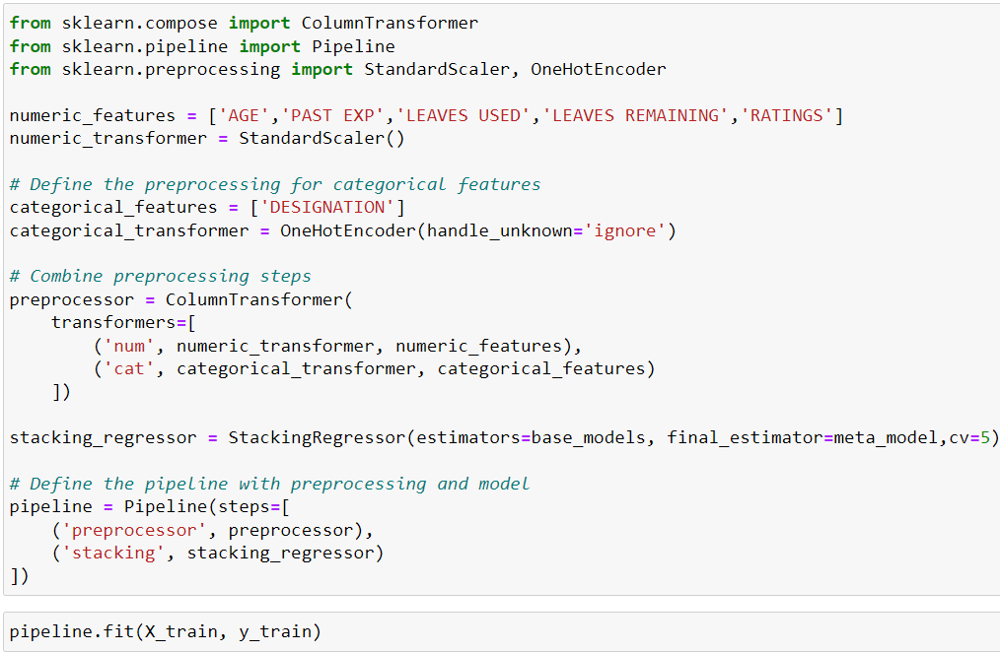 from sklearn.compose import ColumnTransformer
from sklearn.pipeline import Pipeline
from sklearn.preprocessing import StandardScaler, OneHotEncoder
numeric_features = ['AGE','PAST EXP','LEAVES USED','LEAVES REMAINING','RATINGS']
numeric_transformer = StandardScaler()
# Define the preprocessing for categorical features
categorical_features = ['DESIGNATION']
categorical_transformer = OneHotEncoder(handle_unknown='ignore')
# Combine preprocessing steps
preprocessor = ColumnTransformer(
    transformers=[
        ('num', numeric_transformer, numeric_features),
        ('cat', categorical_transformer, categorical_features)
    ])
stacking_regressor = StackingRegressor(estimators=base_models, final_estimator=meta_model,cv=5)
# Define the pipeline with preprocessing and model
pipeline = Pipeline(steps=[
    ('preprocessor', preprocessor),
    ('stacking', stacking_regressor)
])
pipeline.fit(X_train, y_train)